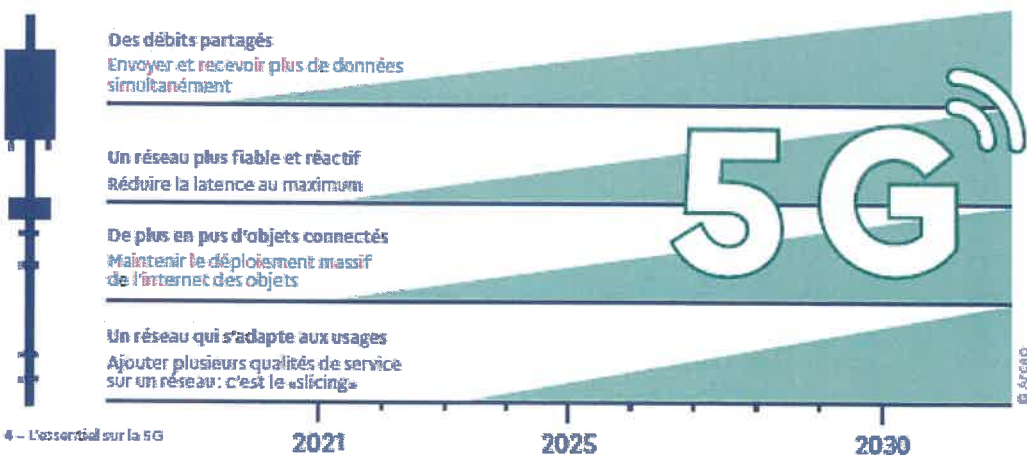 Des débits partagés
Envoyer et recevoir plus de données
simultanément
Un réseau plus fiable et réactif
Réduire la latence au maximum
De plus en pus d'objets connectés
Maintenir le déploiement massif
de l'internet des objets
Un réseau qui s'adapte aux usages
Ajouter plusieurs qualités de service
sur un réseau : c'est le «slicing»
5G
© Arcep
4 – L'essentiel sur la 5G
2021
2025
2030